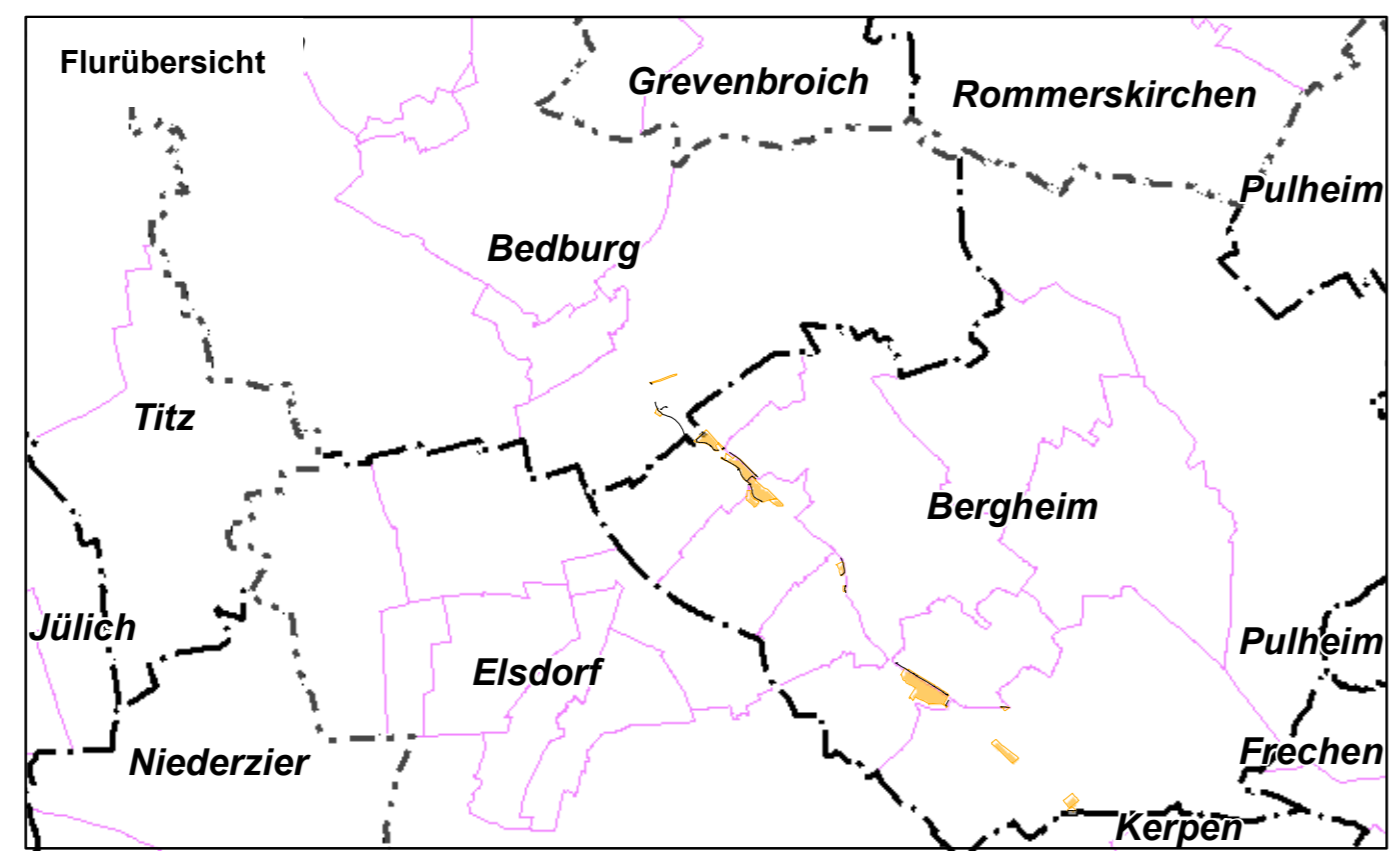 Flurübersicht
Grevenbroich
Rommerskirchen
Pulheim
Bedburg
Titz
Bergheim
Jülich
Pulheim
Elsdorf
Frechen
Niederzier
Kerpen